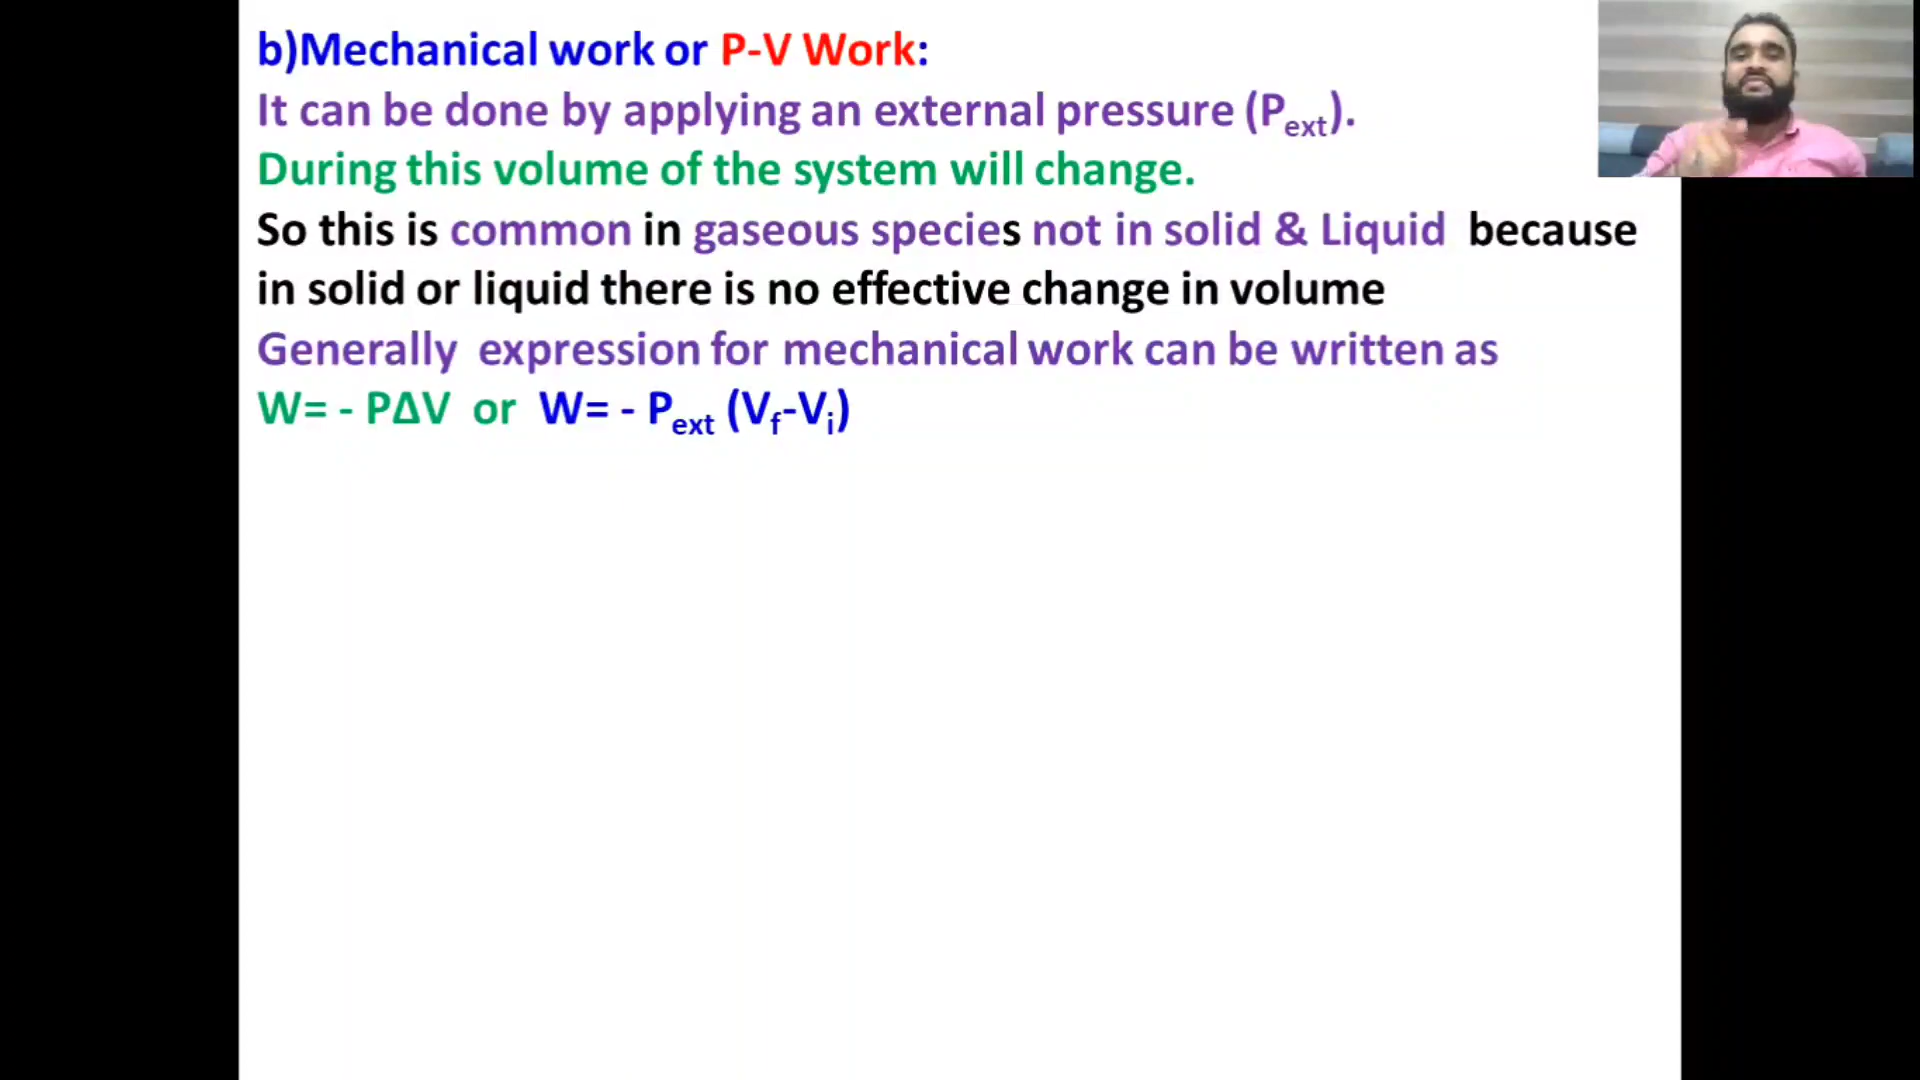 b)Mechanical work or P-V Work:
It can be done by applying an external pressure (Pext).
During this volume of the system will change.
So this is common in gaseous species not in solid & Liquid because
in solid or liquid there is no effective change in volume
Generally expression for mechanical work can be written as
W= - PΔV or W= - Pext (Vf-Vi)